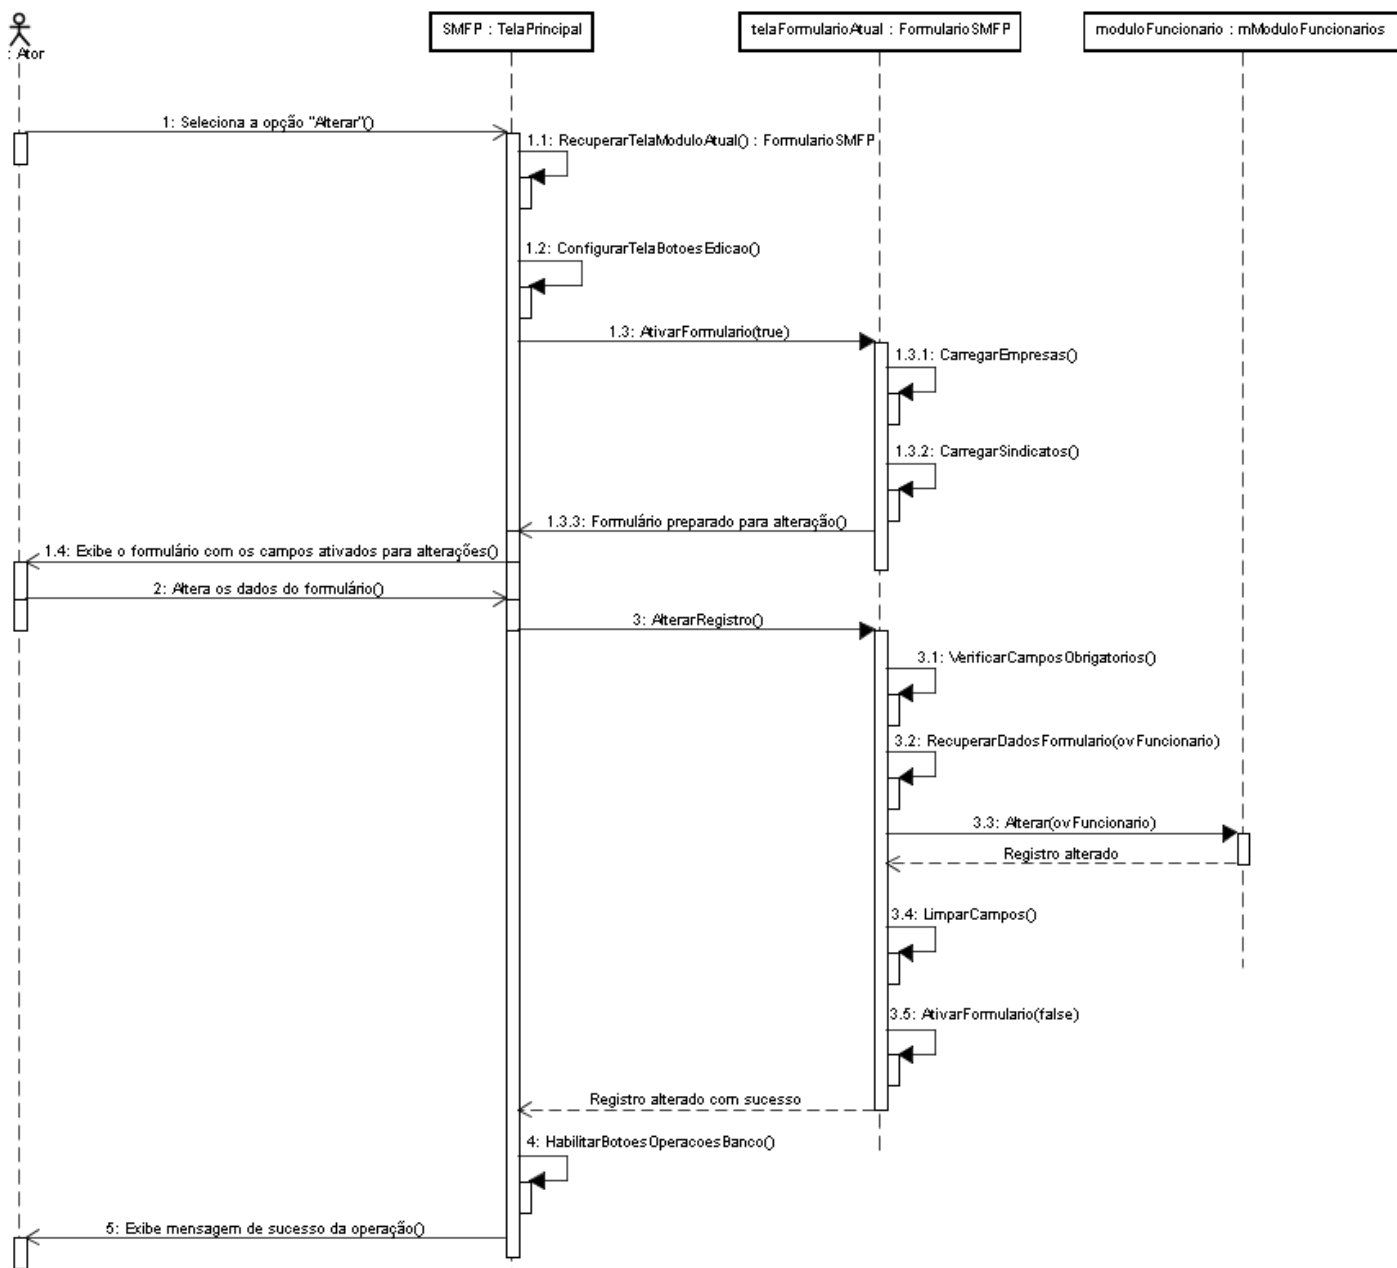 SMFP : TelaPrincipal
telaFormularioAtual : FormularioSMFP
moduloFuncionario : mModuloFuncionarios
: Ator
1: Seleciona a opção "Alterar"()
1.1: RecuperarTelaModuloAtual() : FormularioSMFP
1.2: ConfigurarTelaBotoesEdicao()
1.3: AtivarFormulario(true)
1.3.1: CarregarEmpresas()
1.3.2: CarregarSindicatos()
1.3.3: Formulário preparado para alteração()
1.4: Exibe o formulário com os campos ativados para alterações()
2: Altera os dados do formulário()
3: AlterarRegistro()
3.1: VerificarCamposObrigatorios()
3.2: RecuperarDadosFormulario(ovFuncionario)
3.3: Alterar(ovFuncionario)
Registro alterado
3.4: LimparCampos()
3.5: AtivarFormulario(false)
Registro alterado com sucesso
4: HabilitarBotoesOperacoesBanco()
5: Exibe mensagem de sucesso da operação()